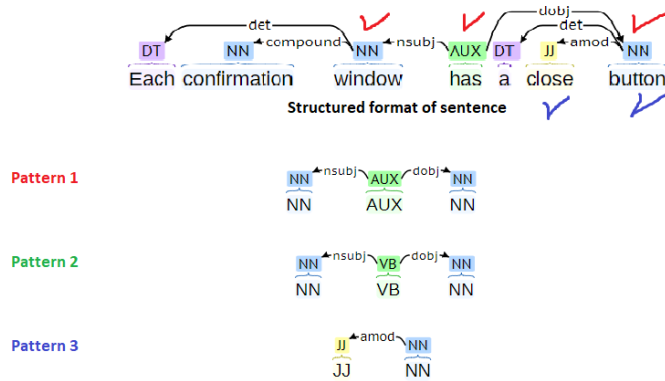 det dobj det
compound nsubj amod
DT NN NN AUX DT JJ NN
Each confirmation window has a close button
Structured format of sentence
Pattern 1
nsubj dobj
NN AUX NN
NN AUX NN
Pattern 2
nsubj dobj
NN VB NN
NN VB NN
Pattern 3
amod
JJ NN
JJ NN